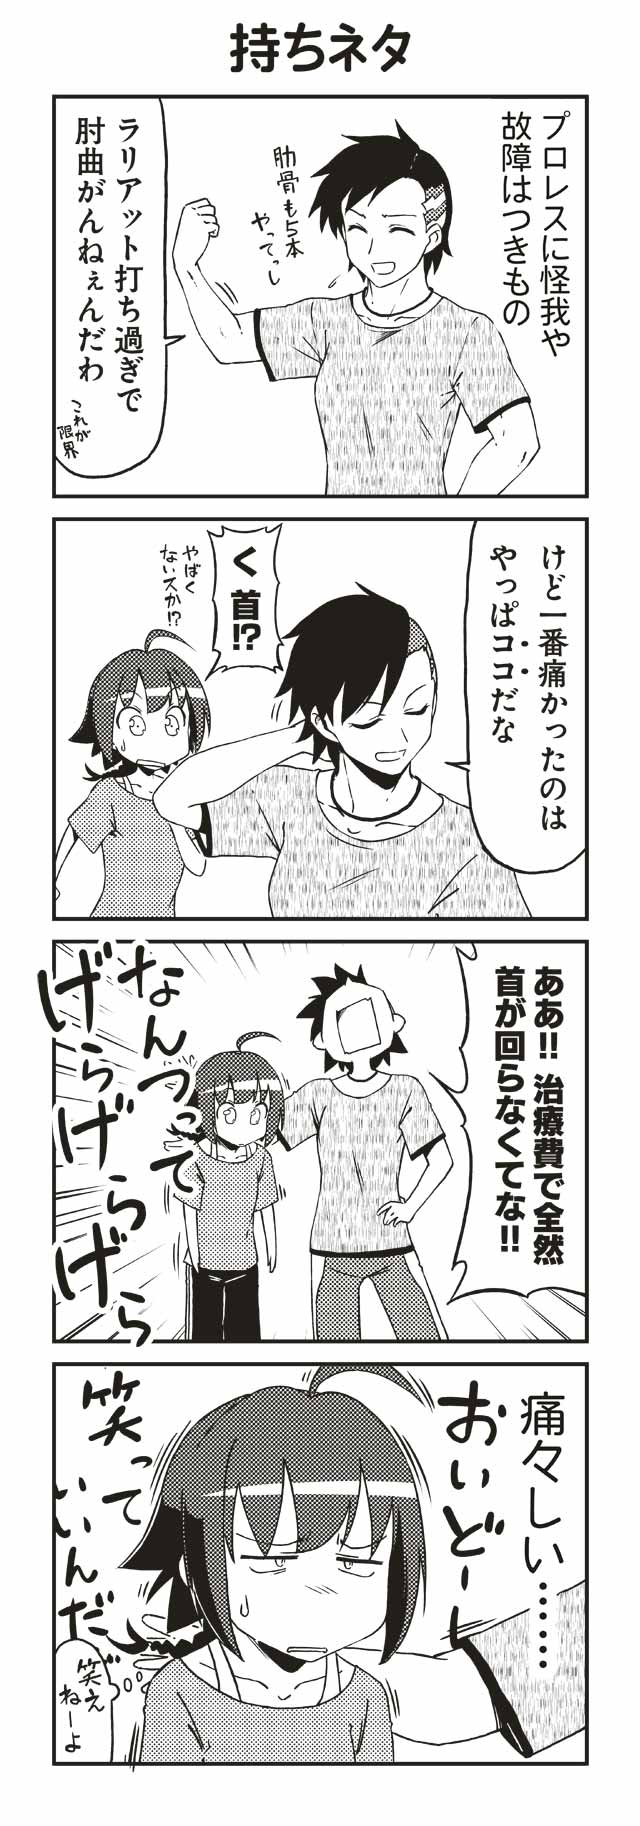 持ちネタ
プロレスに怪我や
故障はつきもの
肋骨も5本
やってっし
ラリアット打ち過ぎで
肘曲がんねぇんだわ
これが
限界
けど一番痛かったのは
やっぱココだな
く首!?
やばく
ないスか!?
ああ!!治療費で全然
首が回らなくてな!!
なんつって
げらげらげら
痛々しい……
おいどー
笑って
いいんだ
笑え
ねーよ